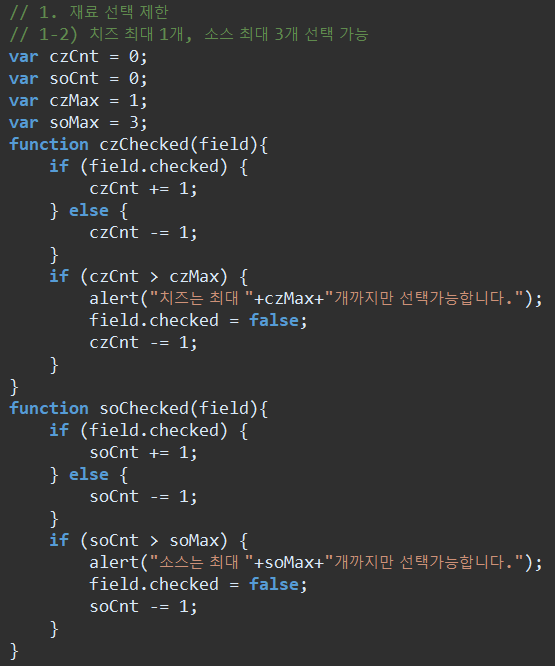 // 1. 재료 선택 제한
// 1-2) 치즈 최대 1개, 소스 최대 3개 선택 가능
var czCnt = 0;
var soCnt = 0;
var czMax = 1;
var soMax = 3;
function czChecked(field){
    if (field.checked) {
        czCnt += 1;
    } else {
        czCnt -= 1;
    }
    if (czCnt > czMax) {
        alert("치즈는 최대 "+czMax+"개까지만 선택가능합니다.");
        field.checked = false;
        czCnt -= 1;
    }
}
function soChecked(field){
    if (field.checked) {
        soCnt += 1;
    } else {
        soCnt -= 1;
    }
    if (soCnt > soMax) {
        alert("소스는 최대 "+soMax+"개까지만 선택가능합니다.");
        field.checked = false;
        soCnt -= 1;
    }
}